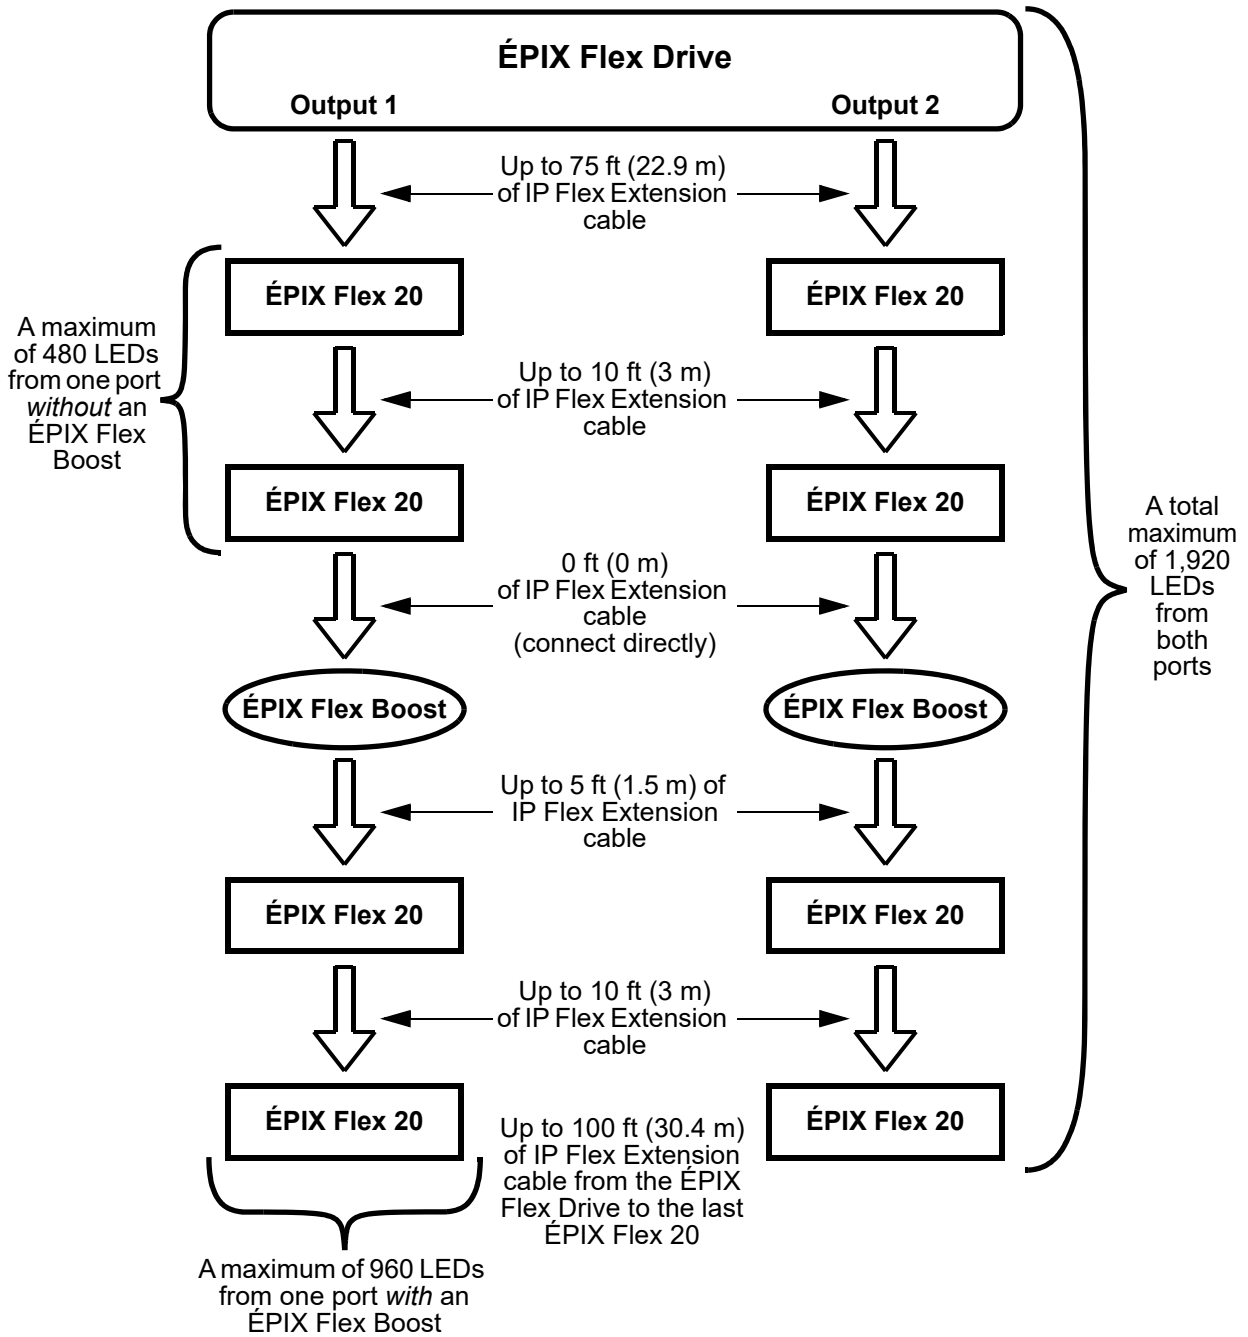 ÉPIX Flex Drive
Output 1
Output 2
Up to 75 ft (22.9 m)
of IP Flex Extension
cable
ÉPIX Flex 20
ÉPIX Flex 20
A maximum
of 480 LEDs
from one port
without an
ÉPIX Flex
Boost
Up to 10 ft (3 m)
of IP Flex Extension
cable
ÉPIX Flex 20
ÉPIX Flex 20
A total
maximum
of 1,920
LEDs
from
both
ports
0 ft (0 m)
of IP Flex Extension
cable
(connect directly)
ÉPIX Flex Boost
ÉPIX Flex Boost
Up to 5 ft (1.5 m) of
IP Flex Extension
cable
ÉPIX Flex 20
ÉPIX Flex 20
Up to 10 ft (3 m)
of IP Flex Extension
cable
ÉPIX Flex 20
ÉPIX Flex 20
Up to 100 ft (30.4 m)
of IP Flex Extension
cable from the ÉPIX
Flex Drive to the last
ÉPIX Flex 20
A maximum of 960 LEDs
from one port with an
ÉPIX Flex Boost